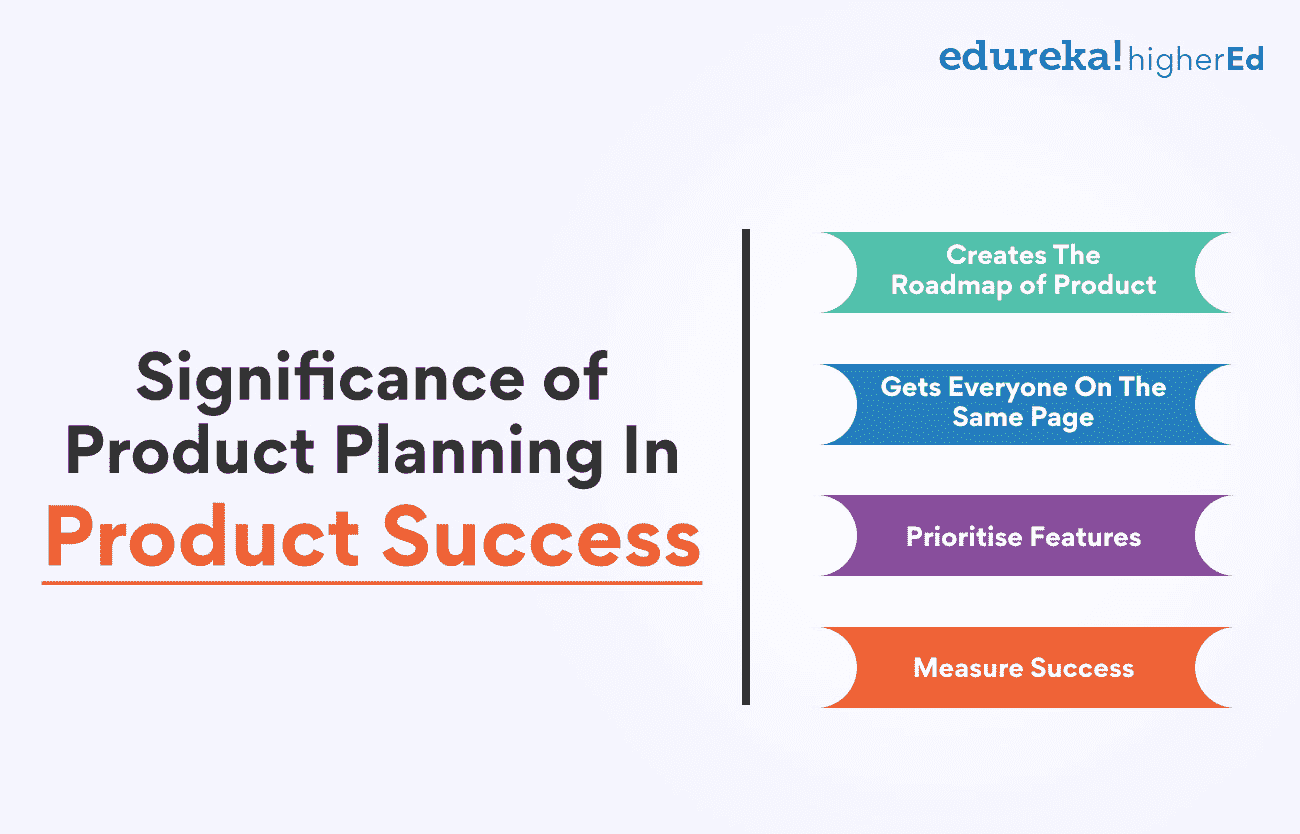 edureka! higherEd
Significance of
Product Planning In
Product Success
Creates The
Roadmap of Product
Gets Everyone On The
Same Page
Prioritise Features
Measure Success